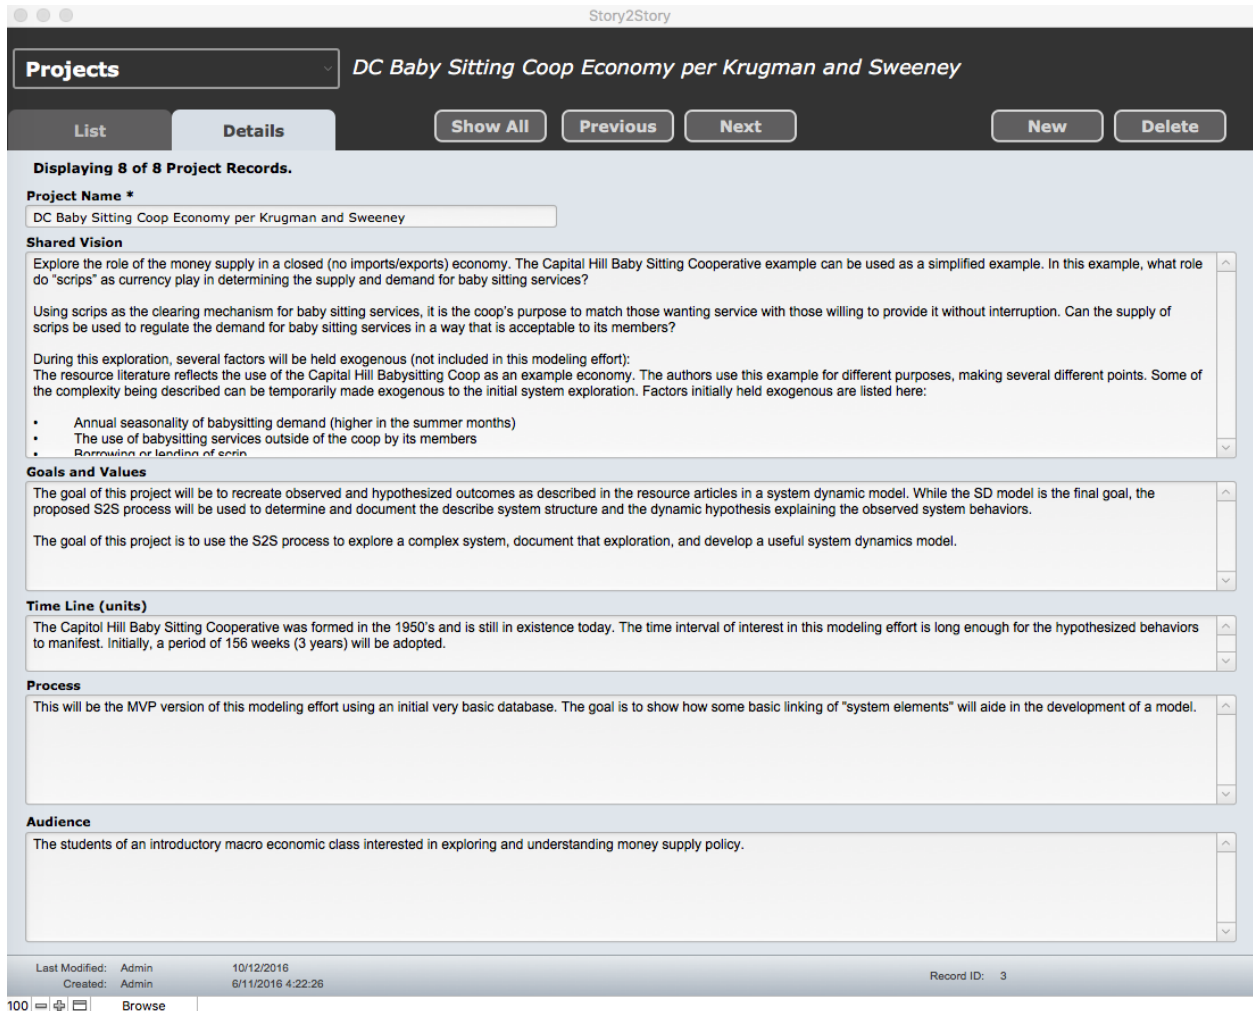 Story2Story
Projects
DC Baby Sitting Coop Economy per Krugman and Sweeney
List
Details
Show All
Previous
Next
New
Delete
Displaying 8 of 8 Project Records.
Project Name *
DC Baby Sitting Coop Economy per Krugman and Sweeney
Shared Vision
Explore the role of the money supply in a closed (no imports/exports) economy. The Capital Hill Baby Sitting Cooperative example can be used as a simplified example. In this example, what role
do "scrips" as currency play in determining the supply and demand for baby sitting services?
Using scrips as the clearing mechanism for baby sitting services, it is the coop's purpose to match those wanting service with those willing to provide it without interruption. Can the supply of
scrips be used to regulate the demand for baby sitting services in a way that is acceptable to its members?
During this exploration, several factors will be held exogenous (not included in this modeling effort):
The resource literature reflects the use of the Capital Hill Babysitting Coop as an example economy. The authors use this example for different purposes, making several different points. Some of
the complexity being described can be temporarily made exogenous to the initial system exploration. Factors initially held exogenous are listed here:
• Annual seasonality of babysitting demand (higher in the summer months)
• The use of babysitting services outside of the coop by its members
• Borrowing or lending of scrip
Goals and Values
The goal of this project will be to recreate observed and hypothesized outcomes as described in the resource articles in a system dynamic model. While the SD model is the final goal, the
proposed S2S process will be used to determine and document the describe system structure and the dynamic hypothesis explaining the observed system behaviors.
The goal of this project is to use the S2S process to explore a complex system, document that exploration, and develop a useful system dynamics model.
Time Line (units)
The Capitol Hill Baby Sitting Cooperative was formed in the 1950's and is still in existence today. The time interval of interest in this modeling effort is long enough for the hypothesized behaviors
to manifest. Initially, a period of 156 weeks (3 years) will be adopted.
Process
This will be the MVP version of this modeling effort using an initial very basic database. The goal is to show how some basic linking of "system elements" will aide in the development of a model.
Audience
The students of an introductory macro economic class interested in exploring and understanding money supply policy.
Last Modified: Admin 10/12/2016
Created: Admin 6/11/2016 4:22:26
Record ID: 3
100 Browse